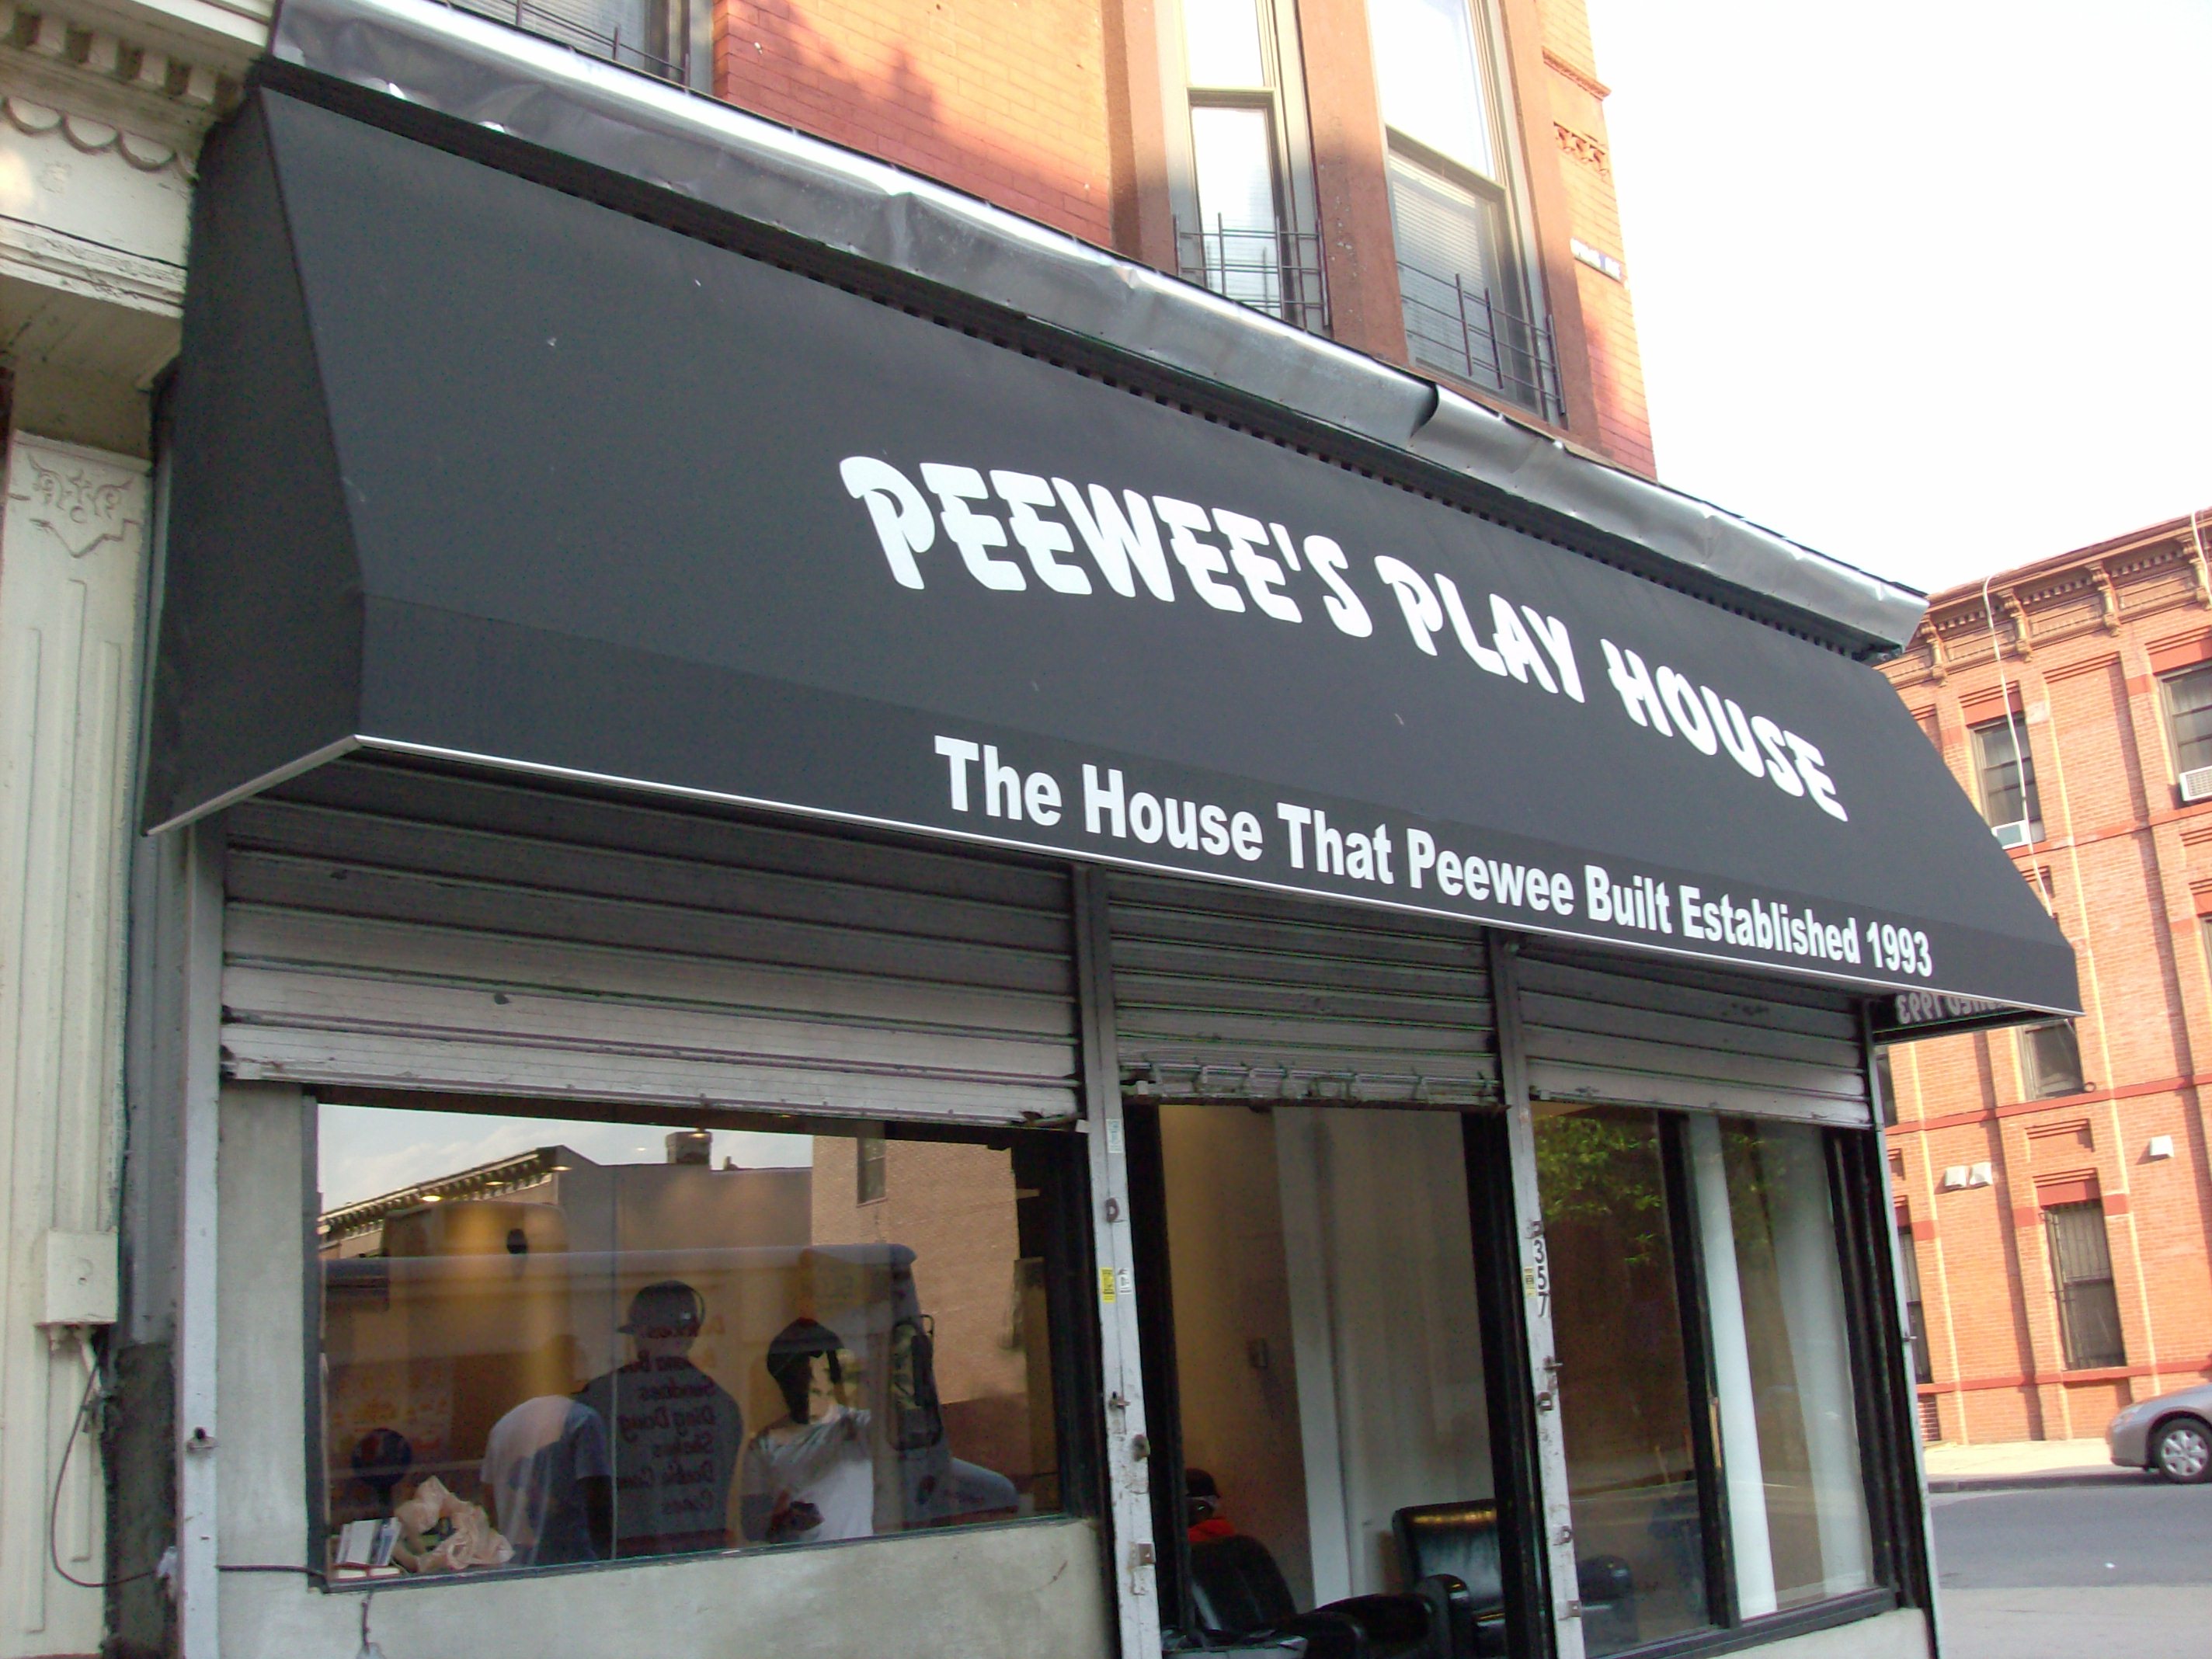 PEEWEE'S PLAY HOUSE
The House That Peewee Built Established 1993
357